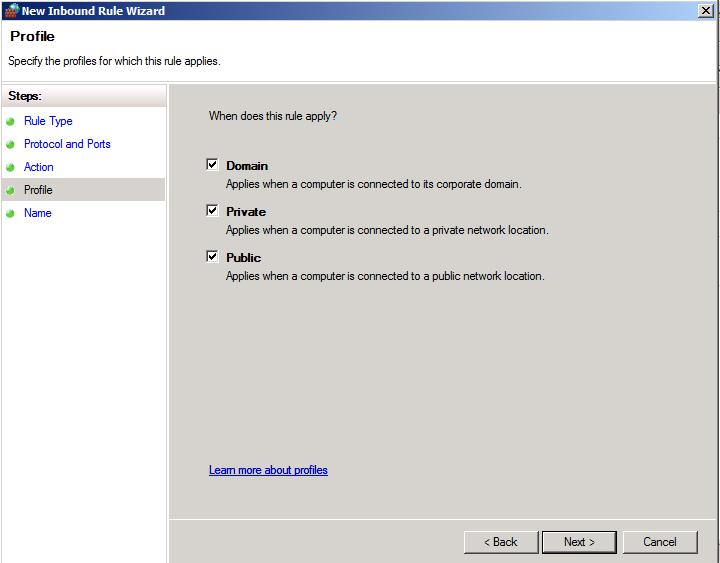 New Inbound Rule Wizard
Profile
Specify the profiles for which this rule applies.
Steps:
Rule Type
Protocol and Ports
Action
Profile
Name
When does this rule apply?
Domain
Applies when a computer is connected to its corporate domain.
Private
Applies when a computer is connected to a private network location.
Public
Applies when a computer is connected to a public network location.
Learn more about profiles
< Back
Next >
Cancel